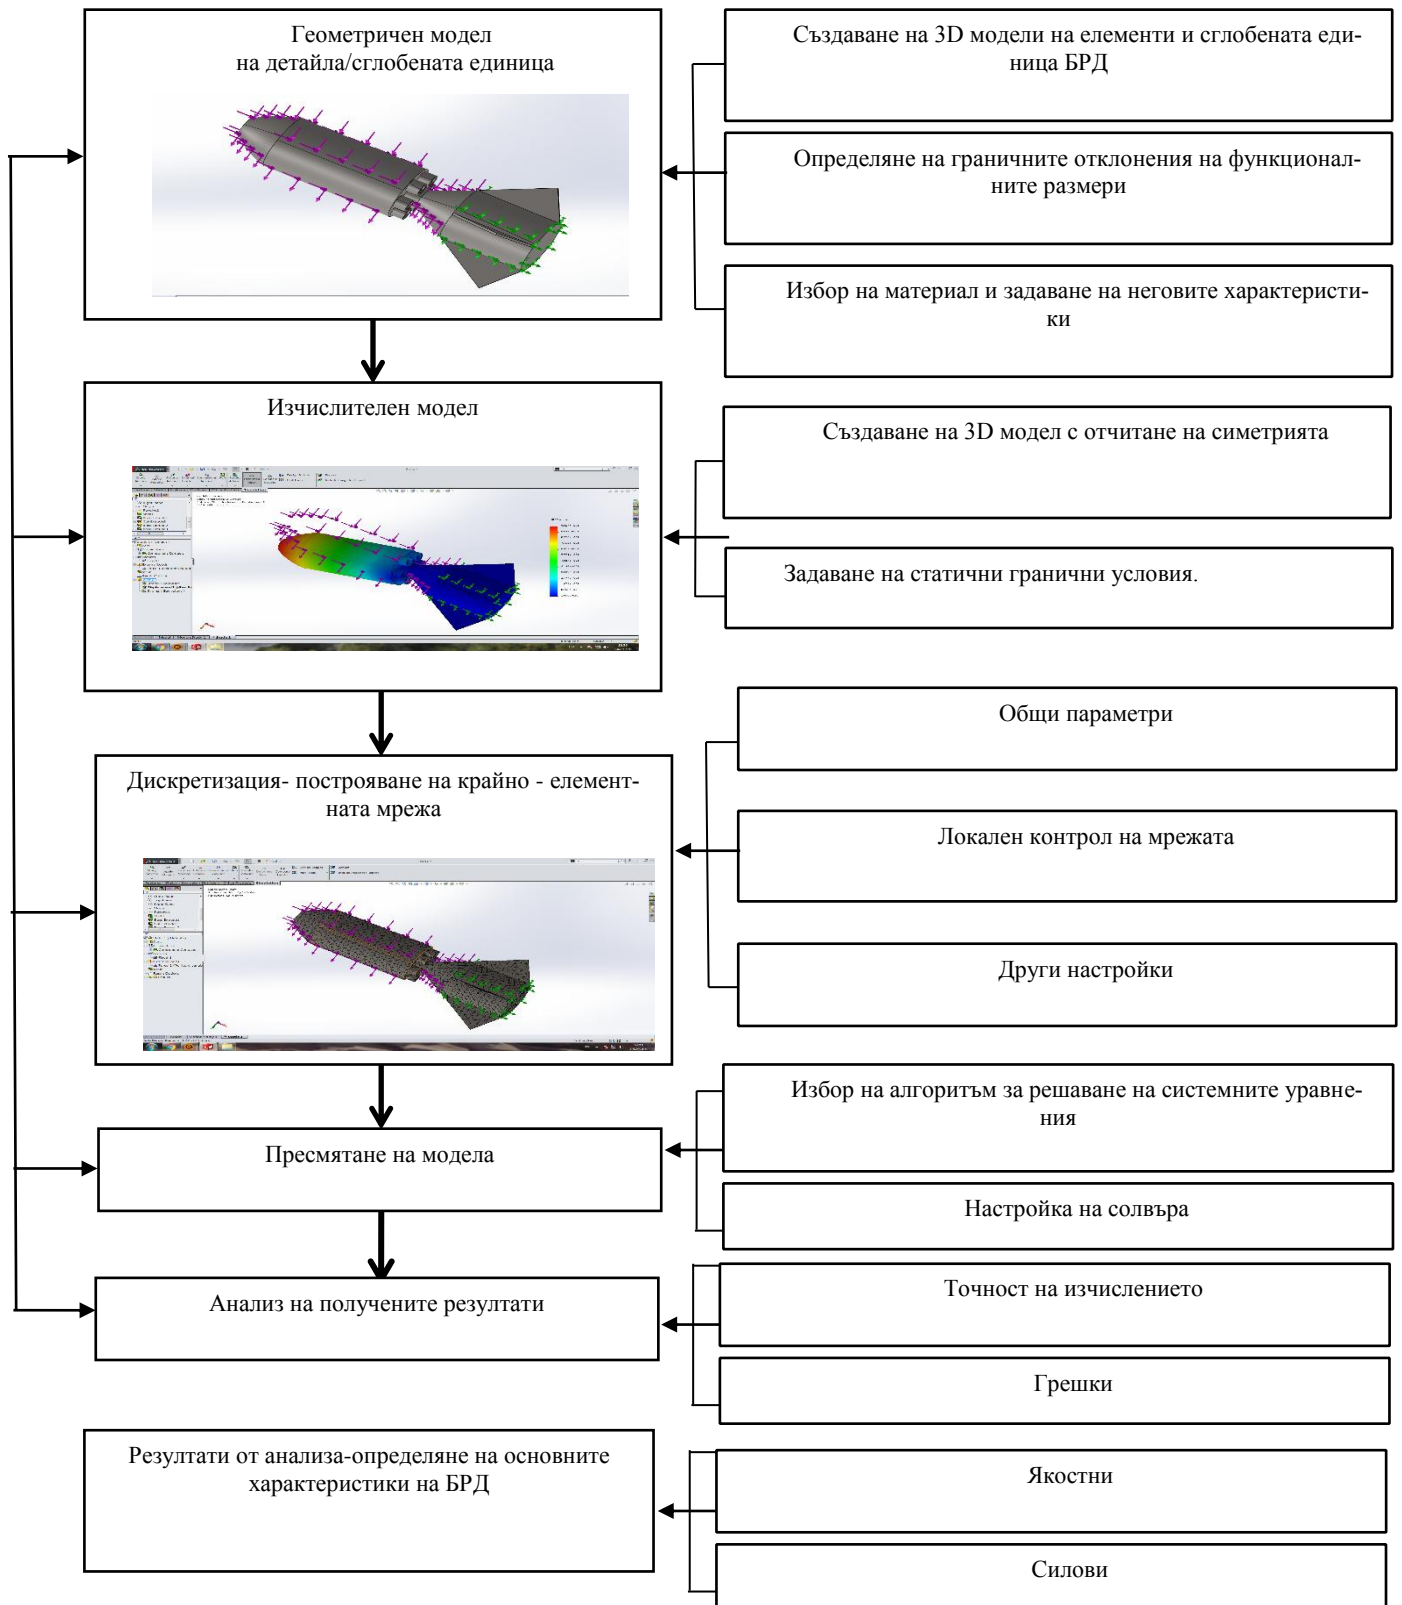 Геометричен модел
на детайла/сглобената единица
Създаване на 3D модели на елементи и сглобената еди-
ница БРД
Определяне на граничните отклонения на функционал-
ните размери
Избор на материал и задаване на неговите характеристи-
ки
Изчислителен модел
Създаване на 3D модел с отчитане на симетрията
Задаване на статични гранични условия.
Дискретизация- построяване на крайно - елемент-
ната мрежа
Общи параметри
Локален контрол на мрежата
Други настройки
Пресмятане на модела
Избор на алгоритъм за решаване на системните уравне-
ния
Настройка на солвъра
Анализ на получените резултати
Точност на изчислението
Грешки
Резултати от анализа-определяне на основните
характеристики на БРД
Якостни
Силови